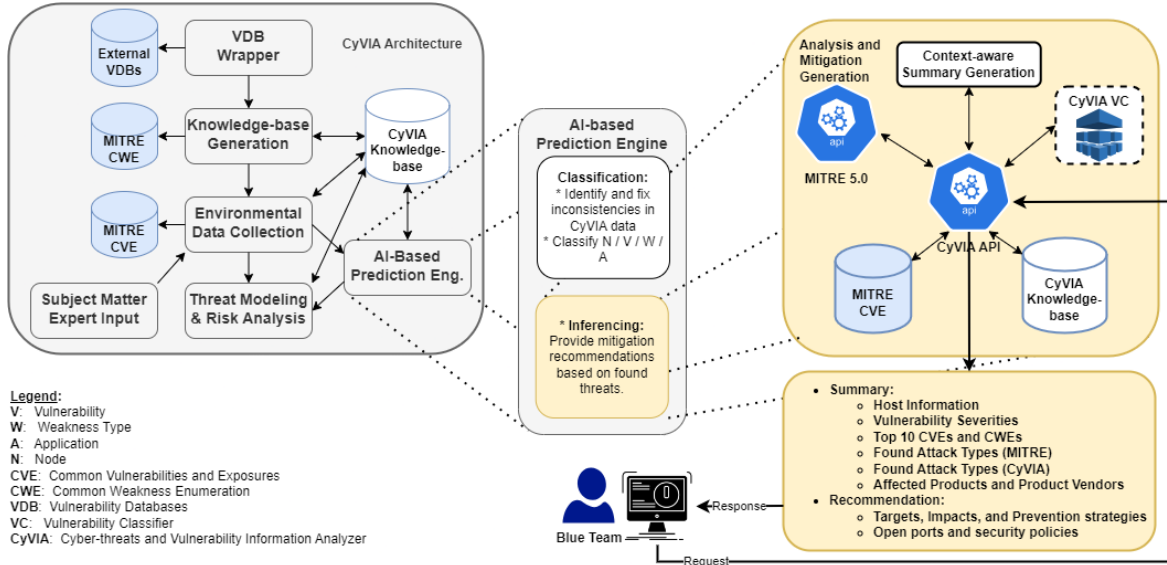 CyVIA Architecture
VDB
Wrapper
External
VDBs
Knowledge-base
Generation
MITRE
CWE
CyVIA
Knowledge-
base
Environmental
Data Collection
MITRE
CVE
AI-Based
Prediction Eng.
Subject Matter
Expert Input
Threat Modeling
& Risk Analysis
Legend:
V: Vulnerability
W: Weakness Type
A: Application
N: Node
CVE: Common Vulnerabilities and Exposures
CWE: Common Weakness Enumeration
VDB: Vulnerability Databases
VC: Vulnerability Classifier
CyVIA: Cyber-threats and Vulnerability Information Analyzer
AI-based
Prediction Engine
Classification:
* Identify and fix
inconsistencies in
CyVIA data
* Classify N / V / W /
A
* Inferencing:
Provide mitigation
recommendations
based on found
threats.
Analysis and
Mitigation
Generation
api
MITRE 5.0
Context-aware
Summary Generation
CyVIA VC
api
CyVIA API
MITRE
CVE
CyVIA
Knowledge-
base
• Summary:
o Host Information
o Vulnerability Severities
o Top 10 CVEs and CWEs
o Found Attack Types (MITRE)
o Found Attack Types (CyVIA)
o Affected Products and Product Vendors
• Recommendation:
o Targets, Impacts, and Prevention strategies
o Open ports and security policies
Response
Blue Team
Request